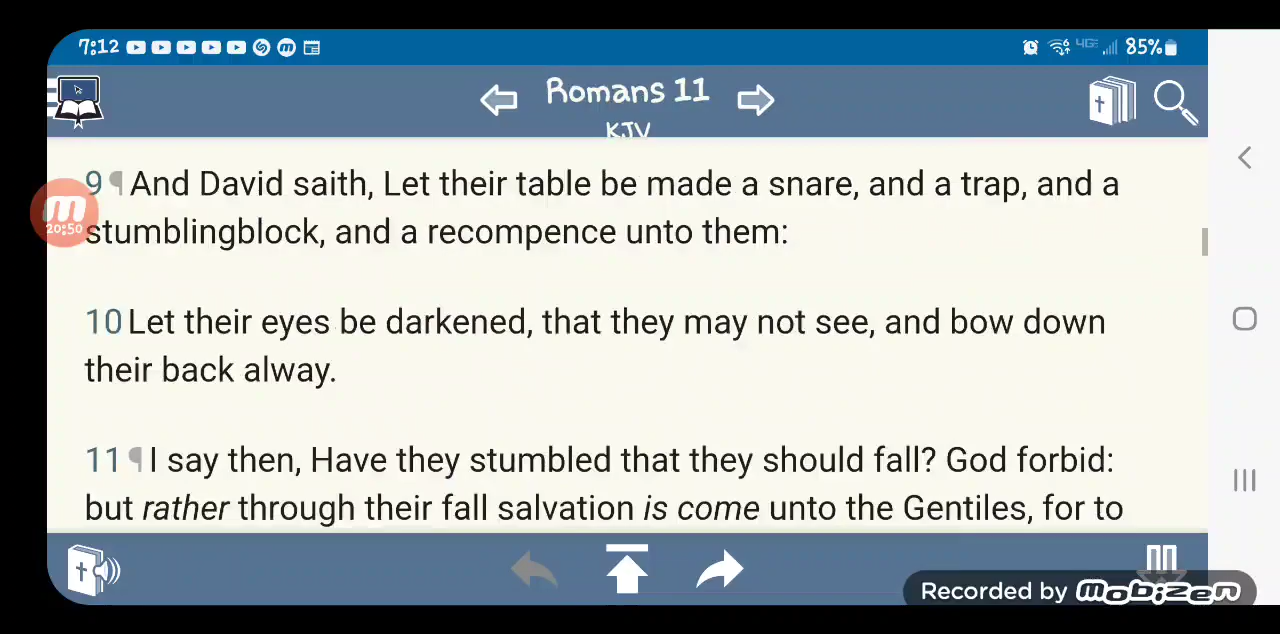 7:12
4GE 85%
Romans 11
KJV
9 ¶ And David saith, Let their table be made a snare, and a trap, and a
20:50
stumblingblock, and a recompence unto them:
10 Let their eyes be darkened, that they may not see, and bow down
their back alway.
11 ¶ I say then, Have they stumbled that they should fall? God forbid:
but rather through their fall salvation is come unto the Gentiles, for to
Recorded by mobizen